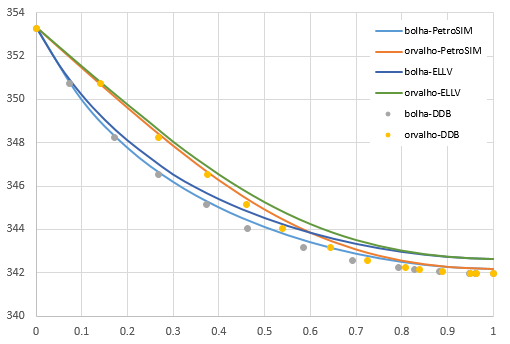 354
352
350
348
346
344
342
340
0 0.1 0.2 0.3 0.4 0.5 0.6 0.7 0.8 0.9 1
bolha-PetroSIM
orvalho-PetroSIM
bolha-ELLV
orvalho-ELLV
bolha-DDB
orvalho-DDB